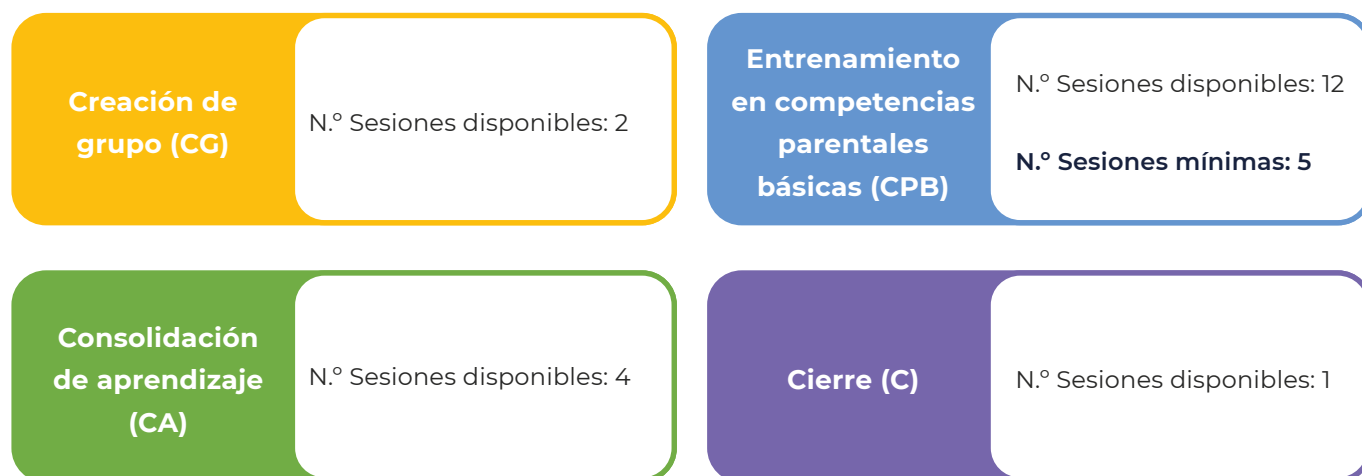 Creación de
grupo (CG)
N.º Sesiones disponibles: 2
Entrenamiento
en competencias
parentales
básicas (CPB)
N.º Sesiones disponibles: 12
N.º Sesiones mínimas: 5
Consolidación
de aprendizaje
(CA)
N.º Sesiones disponibles: 4
Cierre (C)
N.º Sesiones disponibles: 1